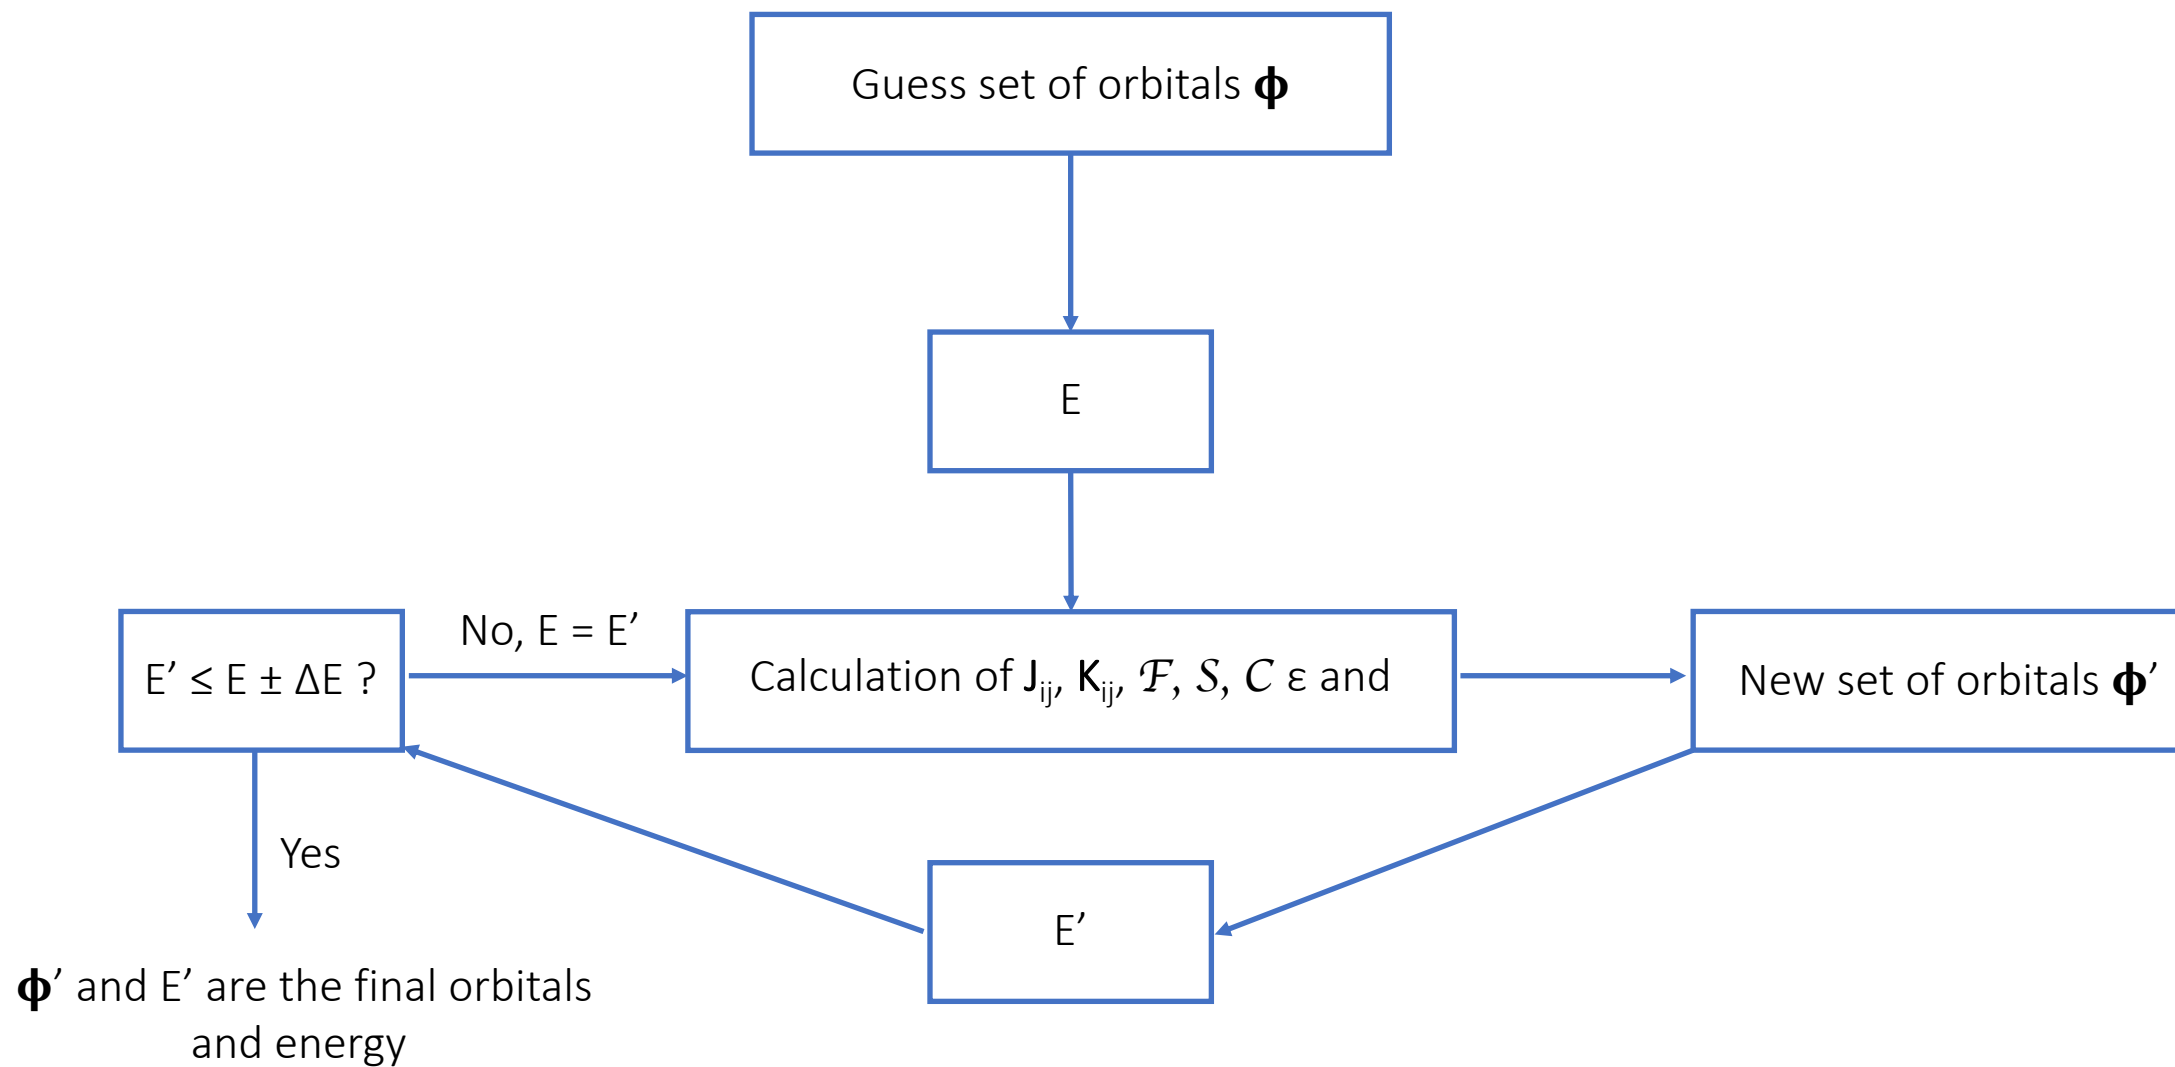 Guess set of orbitals ϕ
E
No, E = E’
E’ ≤ E ± ΔE ?
Calculation of Jij, Kij, ℱ, 𝒮, 𝒞 ε and
New set of orbitals ϕ’
Yes
E’
ϕ’ and E’ are the final orbitals
and energy